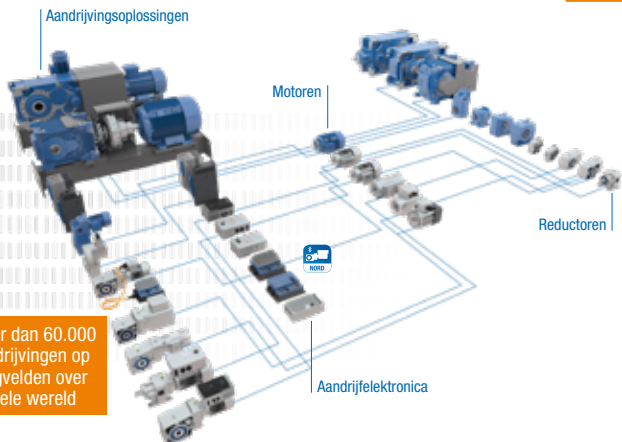 Aandrijvingsoplossingen
Motoren
Reductoren
NORD
Aandrijfelektronica
r dan 60.000
drijvingen op
gvelden over
ele wereld